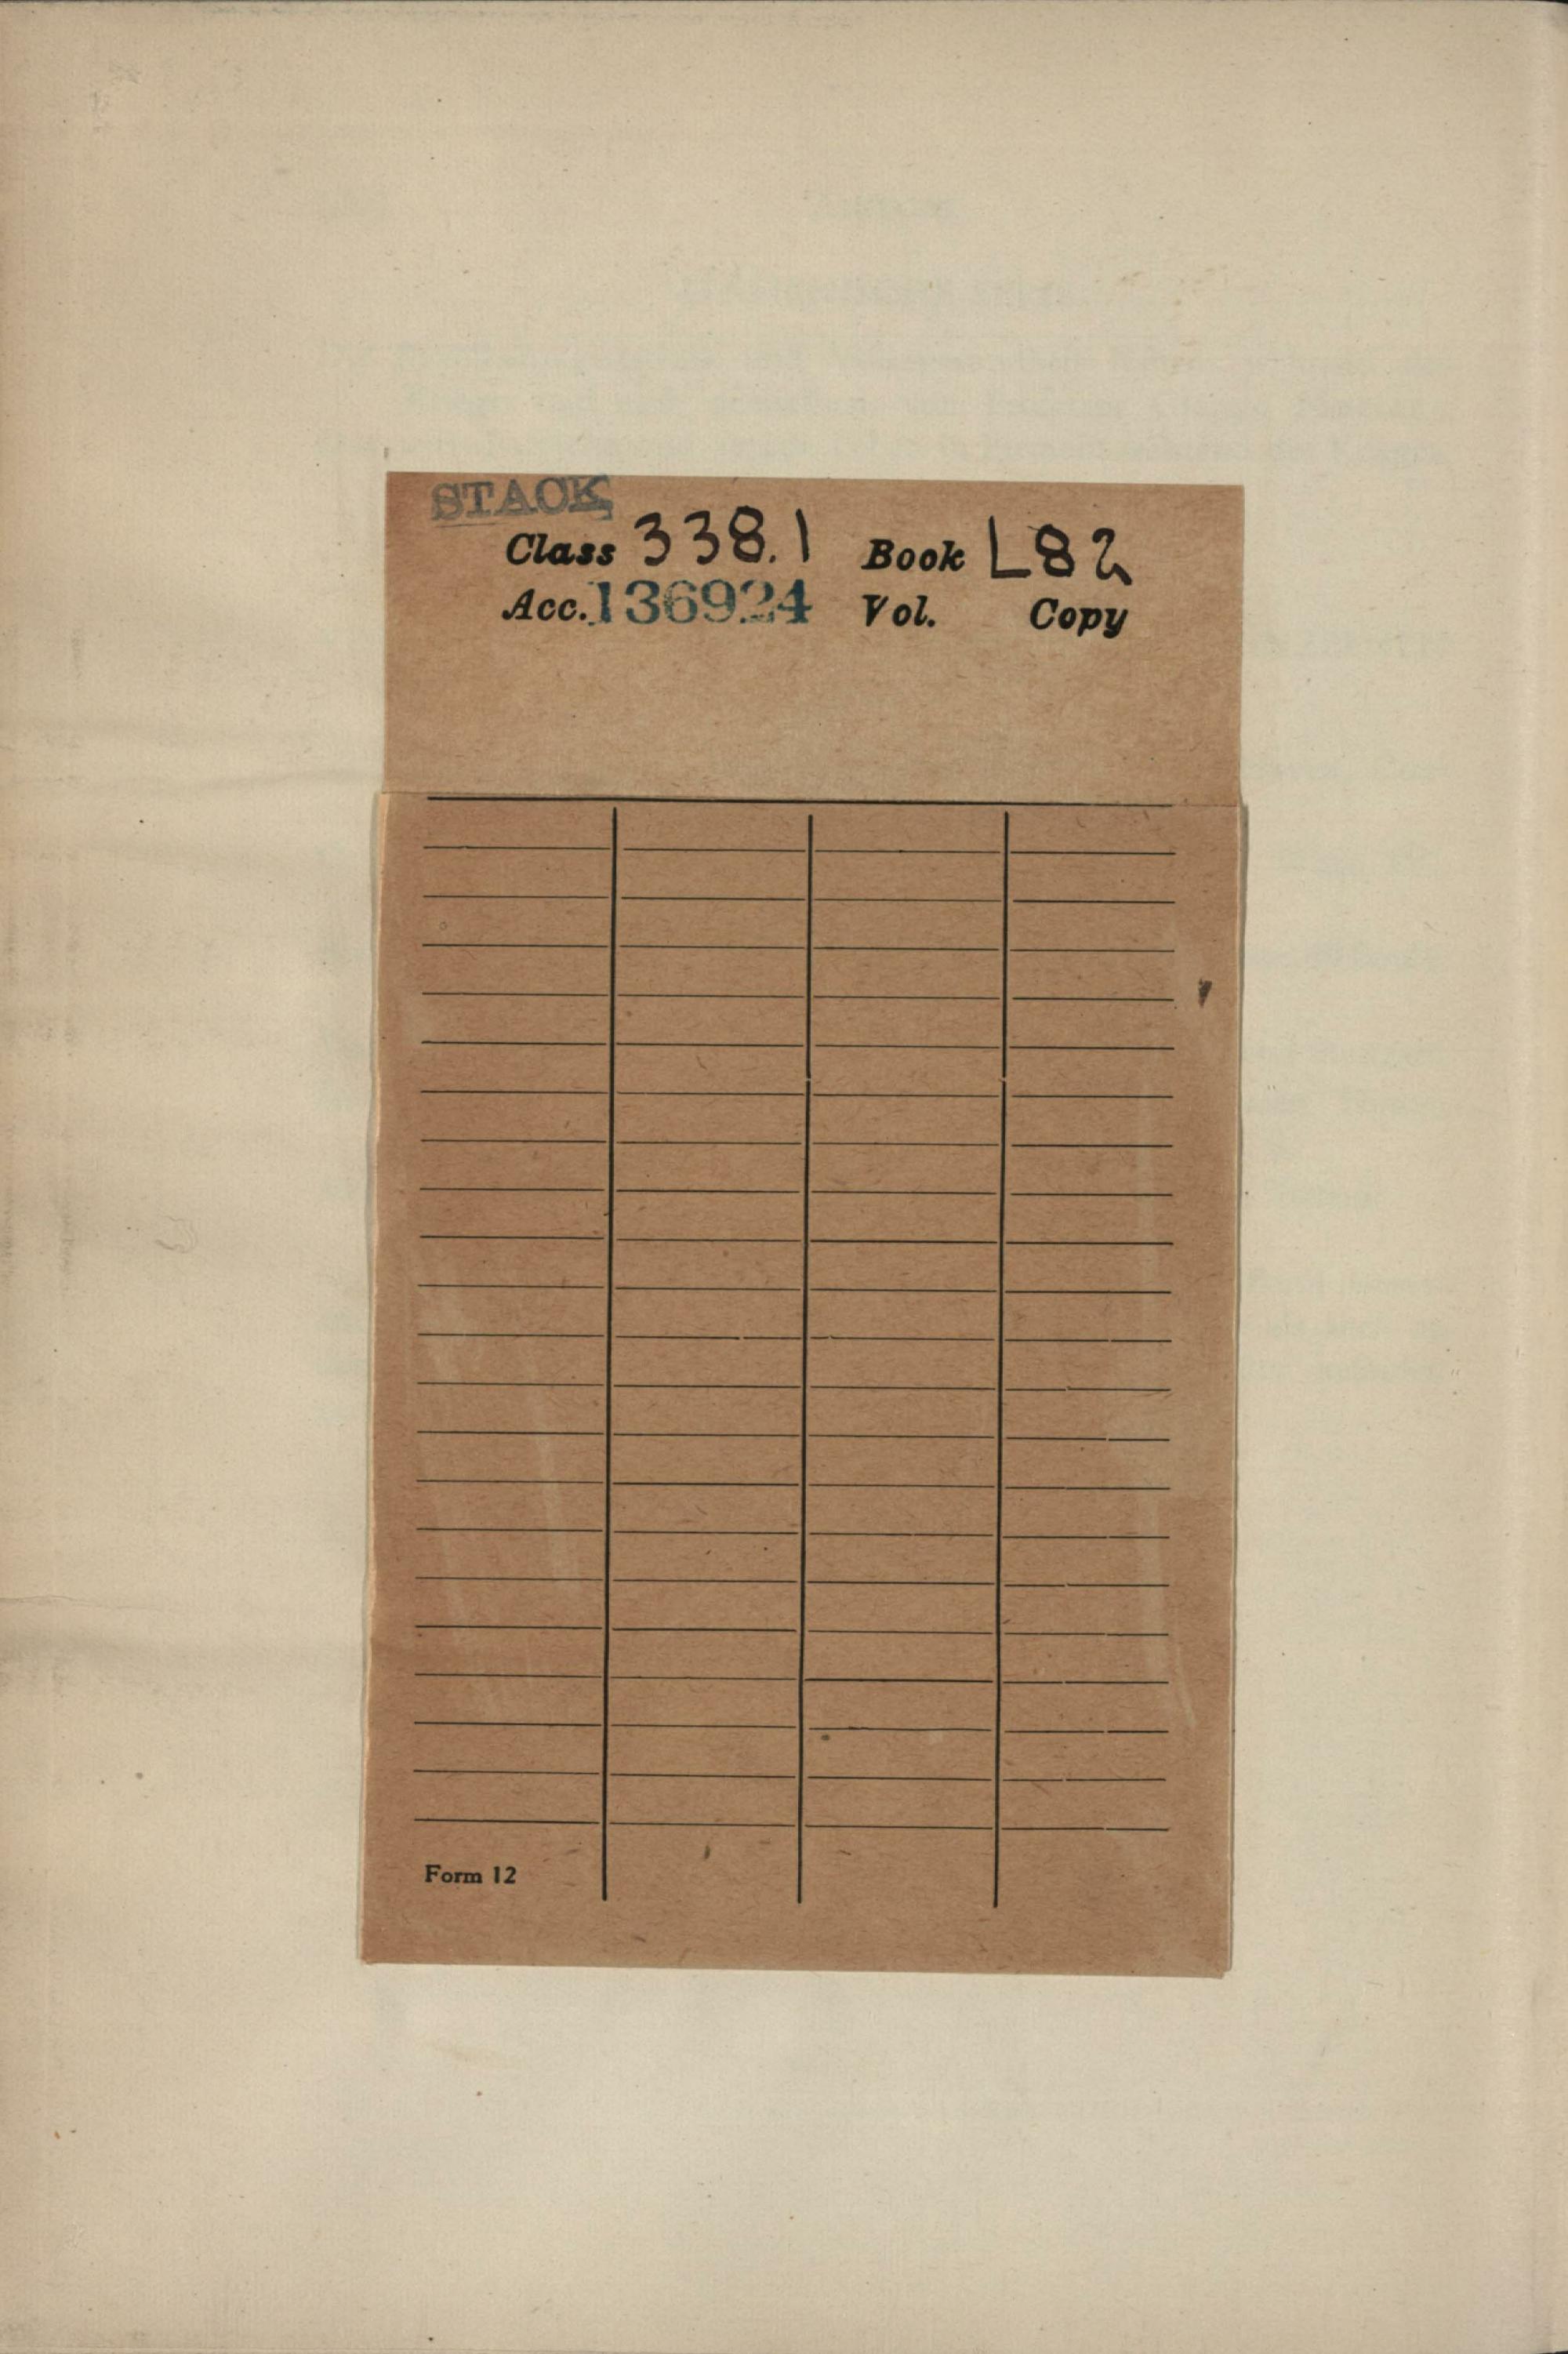 STACK
Class 338.1 Book L82
Acc. 136924 Vol. Copy
Form 12